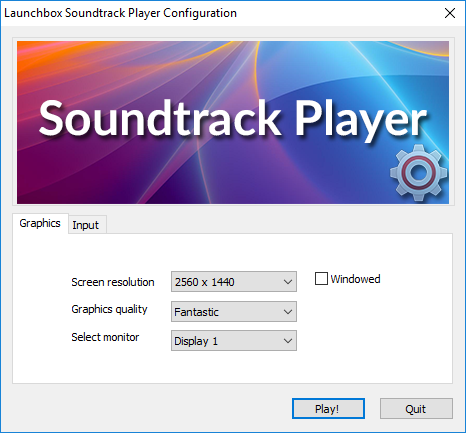 Launchbox Soundtrack Player Configuration
Soundtrack Player
Graphics Input
Screen resolution 2560 x 1440 Windowed
Graphics quality Fantastic
Select monitor Display 1
Play! Quit